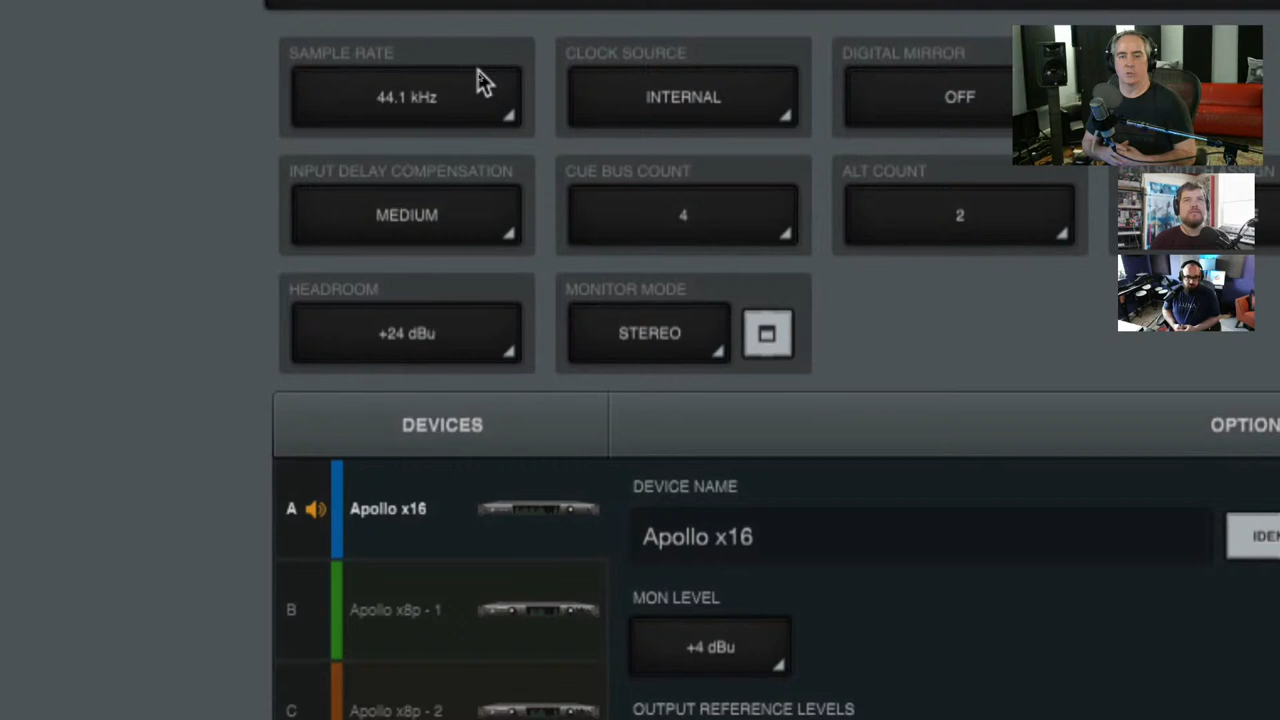 SAMPLE RATE
CLOCK SOURCE
DIGITAL MIRROR
44.1 kHz
INTERNAL
OFF
INPUT DELAY COMPENSATION
CUE BUS COUNT
ALT COUNT
MEDIUM
4
2
HEADROOM
MONITOR MODE
+24 dBu
STEREO
DEVICES
OPTION
A
Apollo x16
DEVICE NAME
Apollo x16
IDEN
B
Apollo x8p - 1
MON LEVEL
+4 dBu
C
Apollo x8p - 2
OUTPUT REFERENCE LEVELS